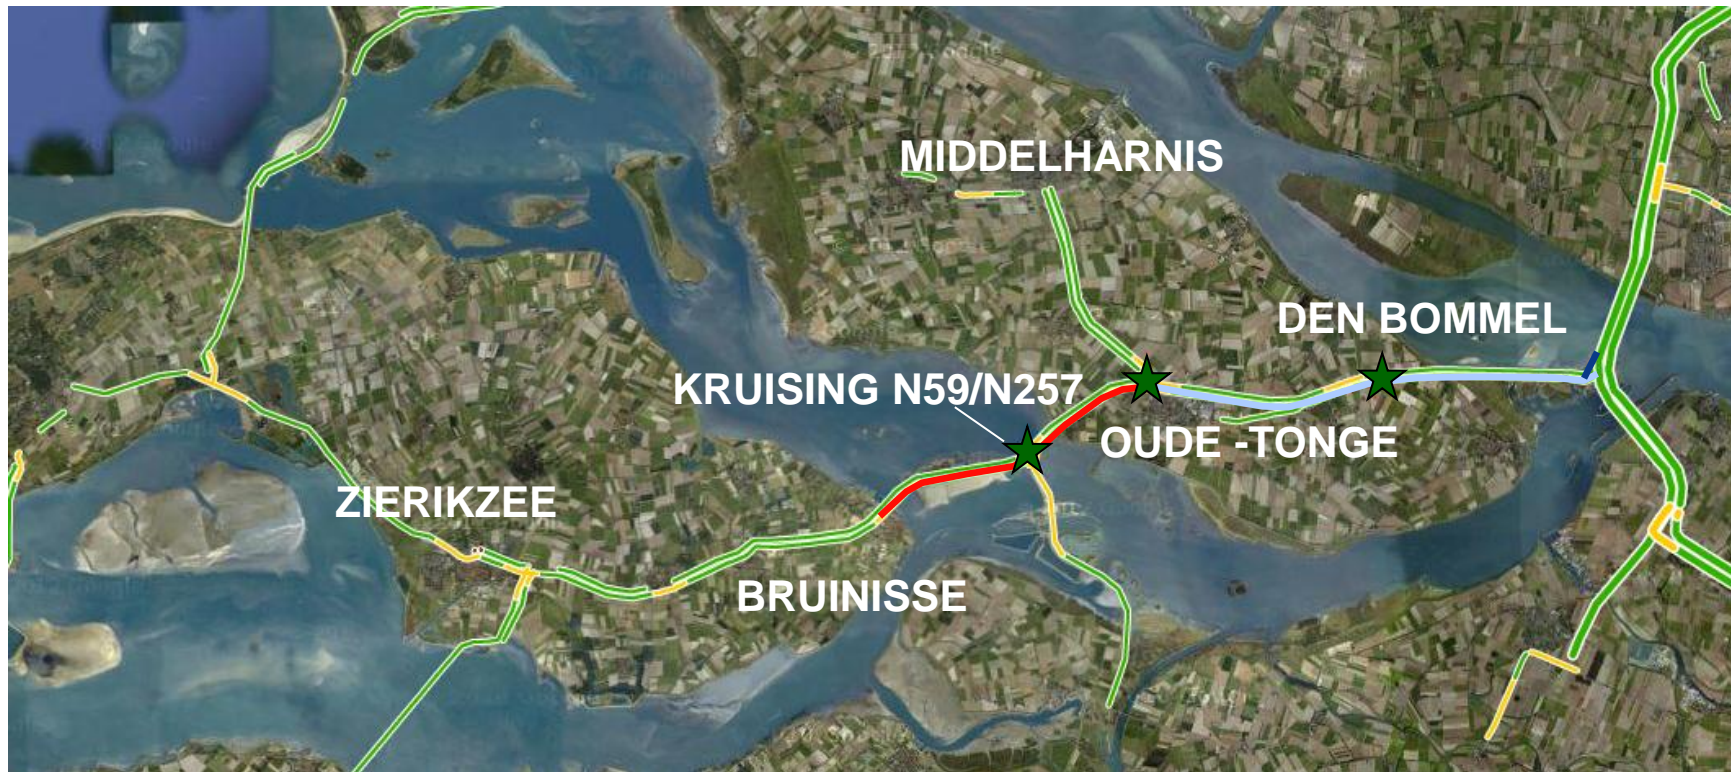 MIDDELHARNIS
DEN BOMMEL
KRUISING N59/N257
OUDE -TONGE
ZIERIKZEE
BRUINISSE